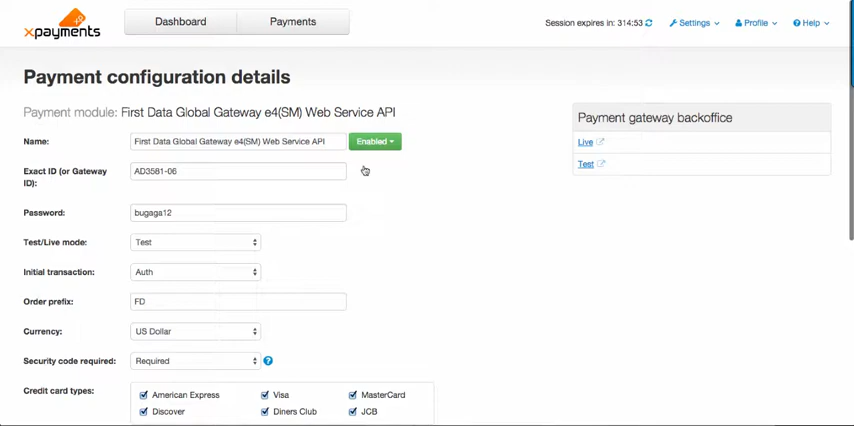 xp
xpayments
Dashboard
Payments
Session expires in: 314:53
Settings
Profile
Help
Payment configuration details
Payment module: First Data Global Gateway e4(SM) Web Service API
Payment gateway backoffice
Live
Test
Name:
First Data Global Gateway e4(SM) Web Service API
Enabled
Exact ID (or Gateway
ID):
AD3581-06
Password:
bugaga12
Test/Live mode:
Test
Initial transaction:
Auth
Order prefix:
FD
Currency:
US Dollar
Security code required:
Required
?
Credit card types:
American Express
Visa
MasterCard
Discover
Diners Club
JCB